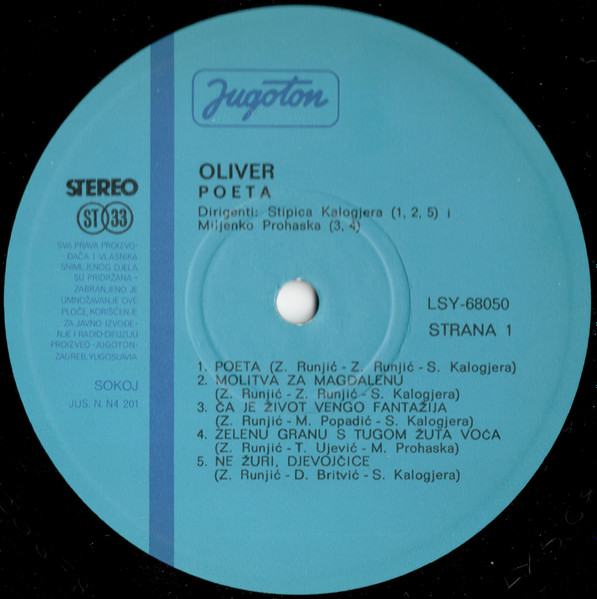 Jugoton
OLIVER
POETA
Dirigenti: Stipica Kalogjera (1, 2, 5) i
Miljenko Prohaska (3, 4)
STEREO
ST 33
SVA PRAVA PROIZVO-
ĐAČA I VLASNIKA
SNIMLJENOG DJELA
SU PRIDRŽANA -
ZABRANJENO JE
UMNOŽAVANJE OVE
PLOČE, KORIŠĆENJE
ZA JAVNO IZVOĐE-
NJE I RADIO-DIFUZIJU
PROIZVEO «JUGOTON»
ZAGREB, YUGOSLAVIA
SOKOJ
JUS. N. N4 201
LSY-68050
STRANA 1
1. POETA (Z. Runjić - Z. Runjić - S. Kalogjera)
2. MOLITVA ZA MAGDALENU
(Z. Runjić - Z. Runjić - S. Kalogjera)
3. ČA JE ŽIVOT VENGO FANTAŽIJA
(Z. Runjić - M. Popadić - S. Kalogjera)
4. ZELENU GRANU S TUGOM ŽUTA VOĆA
(Z. Runjić - T. Ujević - M. Prohaska)
5. NE ŽURI, DJEVOJČICE
(Z. Runjić - D. Britvić - S. Kalogjera)